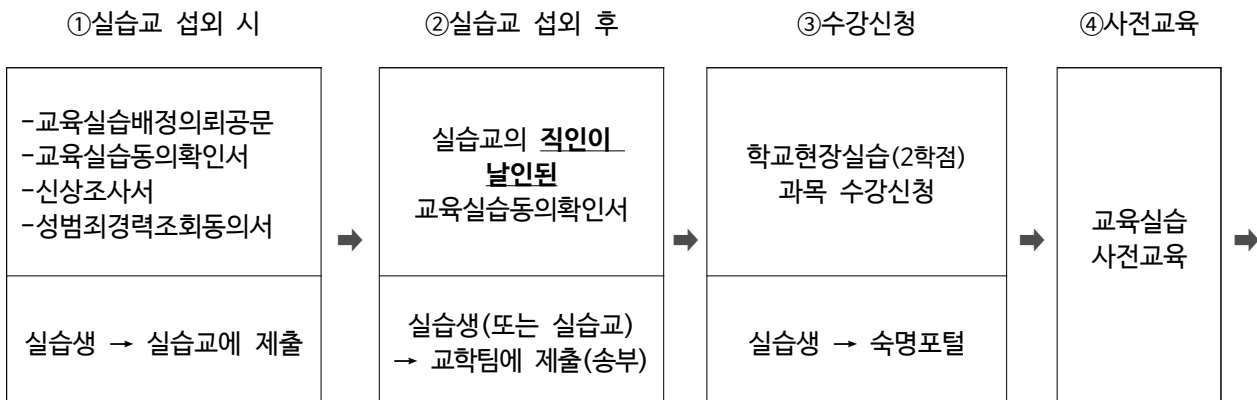 ①실습교 섭외 시
②실습교 섭외 후
③수강신청
④사전교육
-교육실습배정의뢰공문
-교육실습동의확인서
-신상조사서
-성범죄경력조회동의서
실습생 → 실습교에 제출
➡
실습교의 직인이
날인된
교육실습동의확인서
실습생(또는 실습교)
→ 교학팀에 제출(송부)
➡
학교현장실습(2학점)
과목 수강신청
실습생 → 숙명포털
➡
교육실습
사전교육
➡